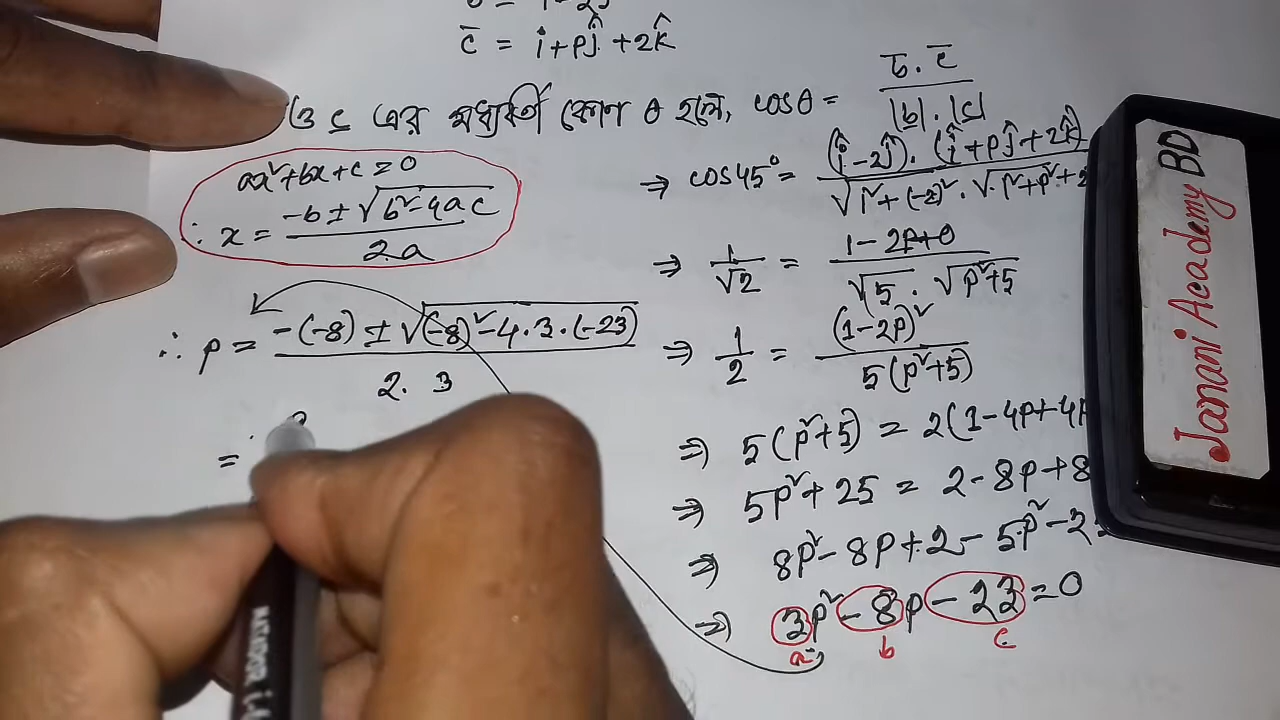 c̅ = i+pĵ+2k̂
ও c এর মধ্যবর্তী কোণ θ হলে, cosθ = b̅.c̅ / |b|.|c|
ax²+bx+c=0
∴ x = -b±√b²-4ac / 2a
∴ p = -(-8) ± √(-8)²-4.3.(-23) / 2.3
=
⇒ cos45° = (î-2ĵ).(î+pĵ+2k̂) / √1²+(-2)² . √1²+p²+2
⇒ 1/√2 = 1-2p+0 / √5 . √p²+5
⇒ 1/2 = (1-2p)² / 5(p²+5)
⇒ 5(p²+5) = 2(1-4p+4p
⇒ 5p²+25 = 2-8p+8
⇒ 8p²-8p+2-5p²-2
⇒ 3p²-8p-23=0
a b c
Janani Academy BD